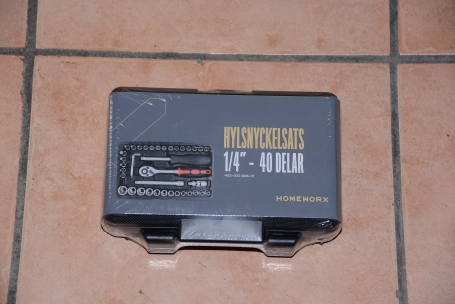 HYLSNYCKELSATS
1/4" - 40 DELAR
HOMEWORX